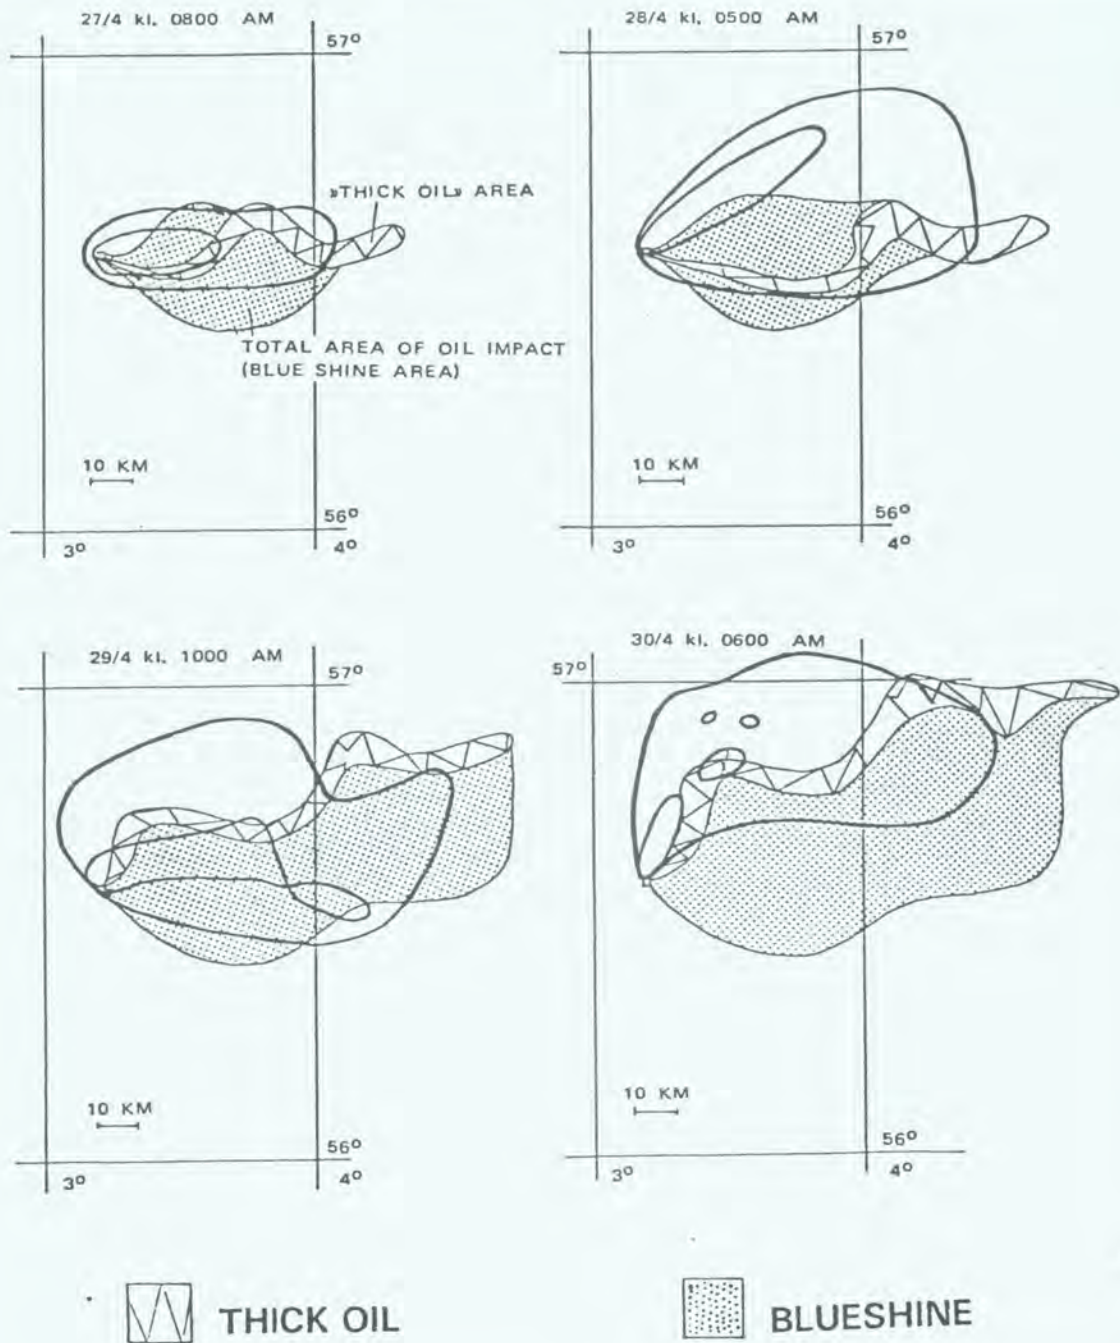 27/4 kl. 0800 AM
57°
»THICK OIL» AREA
TOTAL AREA OF OIL IMPACT
(BLUE SHINE AREA)
10 KM
56°
3°
4°
28/4 kl. 0500 AM
57°
10 KM
56°
3°
4°
29/4 kl. 1000 AM
57°
10 KM
56°
3°
4°
30/4 kl. 0600 AM
57°
10 KM
56°
3°
4°
THICK OIL
BLUESHINE